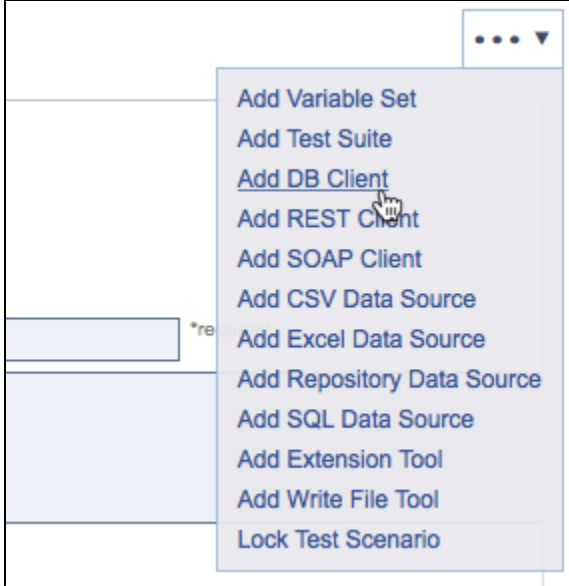 Add Variable Set
Add Test Suite
Add DB Client
Add REST Client
Add SOAP Client
Add CSV Data Source
*re
Add Excel Data Source
Add Repository Data Source
Add SQL Data Source
Add Extension Tool
Add Write File Tool
Lock Test Scenario